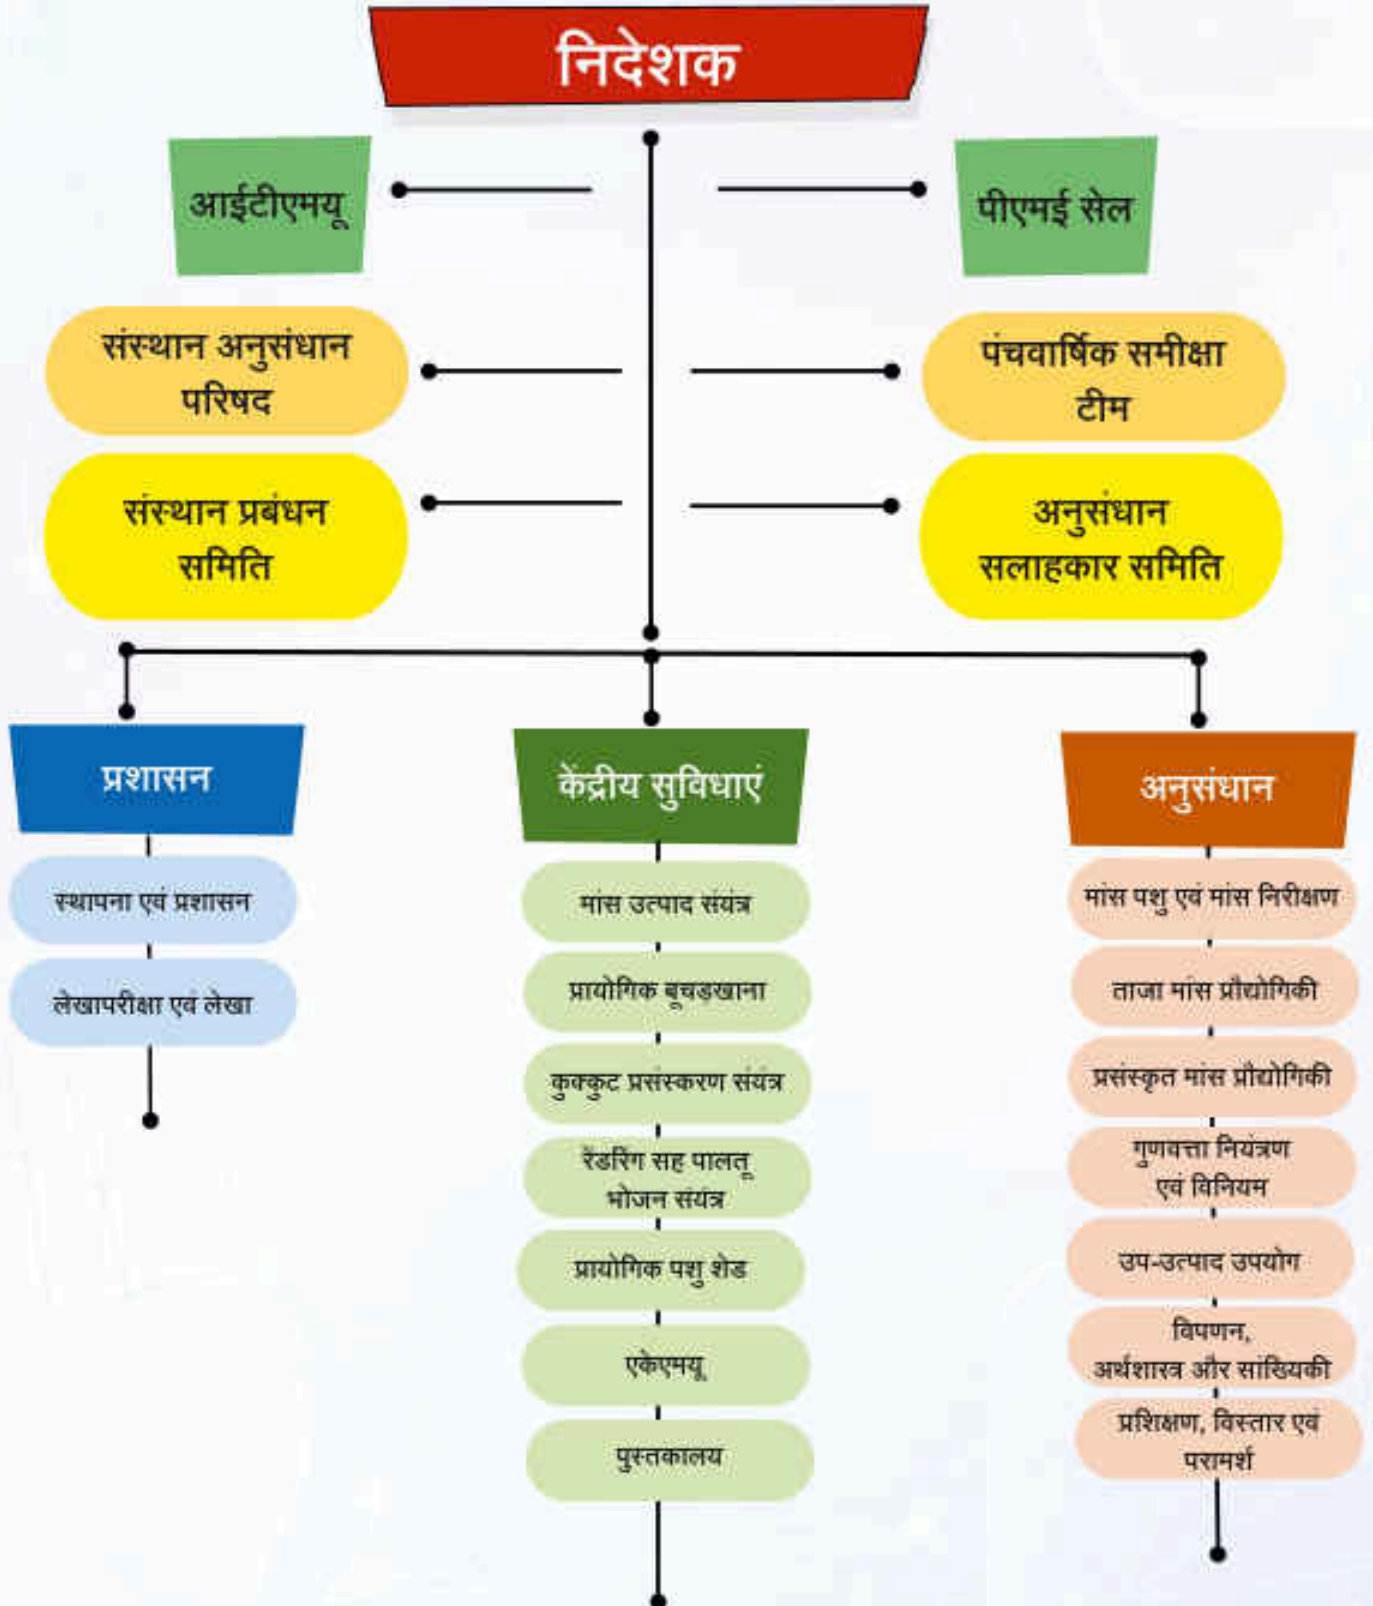 निदेशक
आईटीएमयू
पीएमई सेल
संस्थान अनुसंधान
परिषद
पंचवार्षिक समीक्षा
टीम
संस्थान प्रबंधन
समिति
अनुसंधान
सलाहकार समिति
प्रशासन
स्थापना एवं प्रशासन
लेखापरीक्षा एवं लेखा
केंद्रीय सुविधाएं
मांस उत्पाद संयंत्र
प्रायोगिक बूचड़खाना
कुक्कुट प्रसंस्करण संयंत्र
रेंडरिंग सह पालतू
भोजन संयंत्र
प्रायोगिक पशु शेड
एकेएमयू
पुस्तकालय
अनुसंधान
मांस पशु एवं मांस निरीक्षण
ताजा मांस प्रौद्योगिकी
प्रसंस्कृत मांस प्रौद्योगिकी
गुणवत्ता नियंत्रण
एवं विनियम
उप-उत्पाद उपयोग
विपणन,
अर्थशास्त्र और सांख्यिकी
प्रशिक्षण, विस्तार एवं
परामर्श